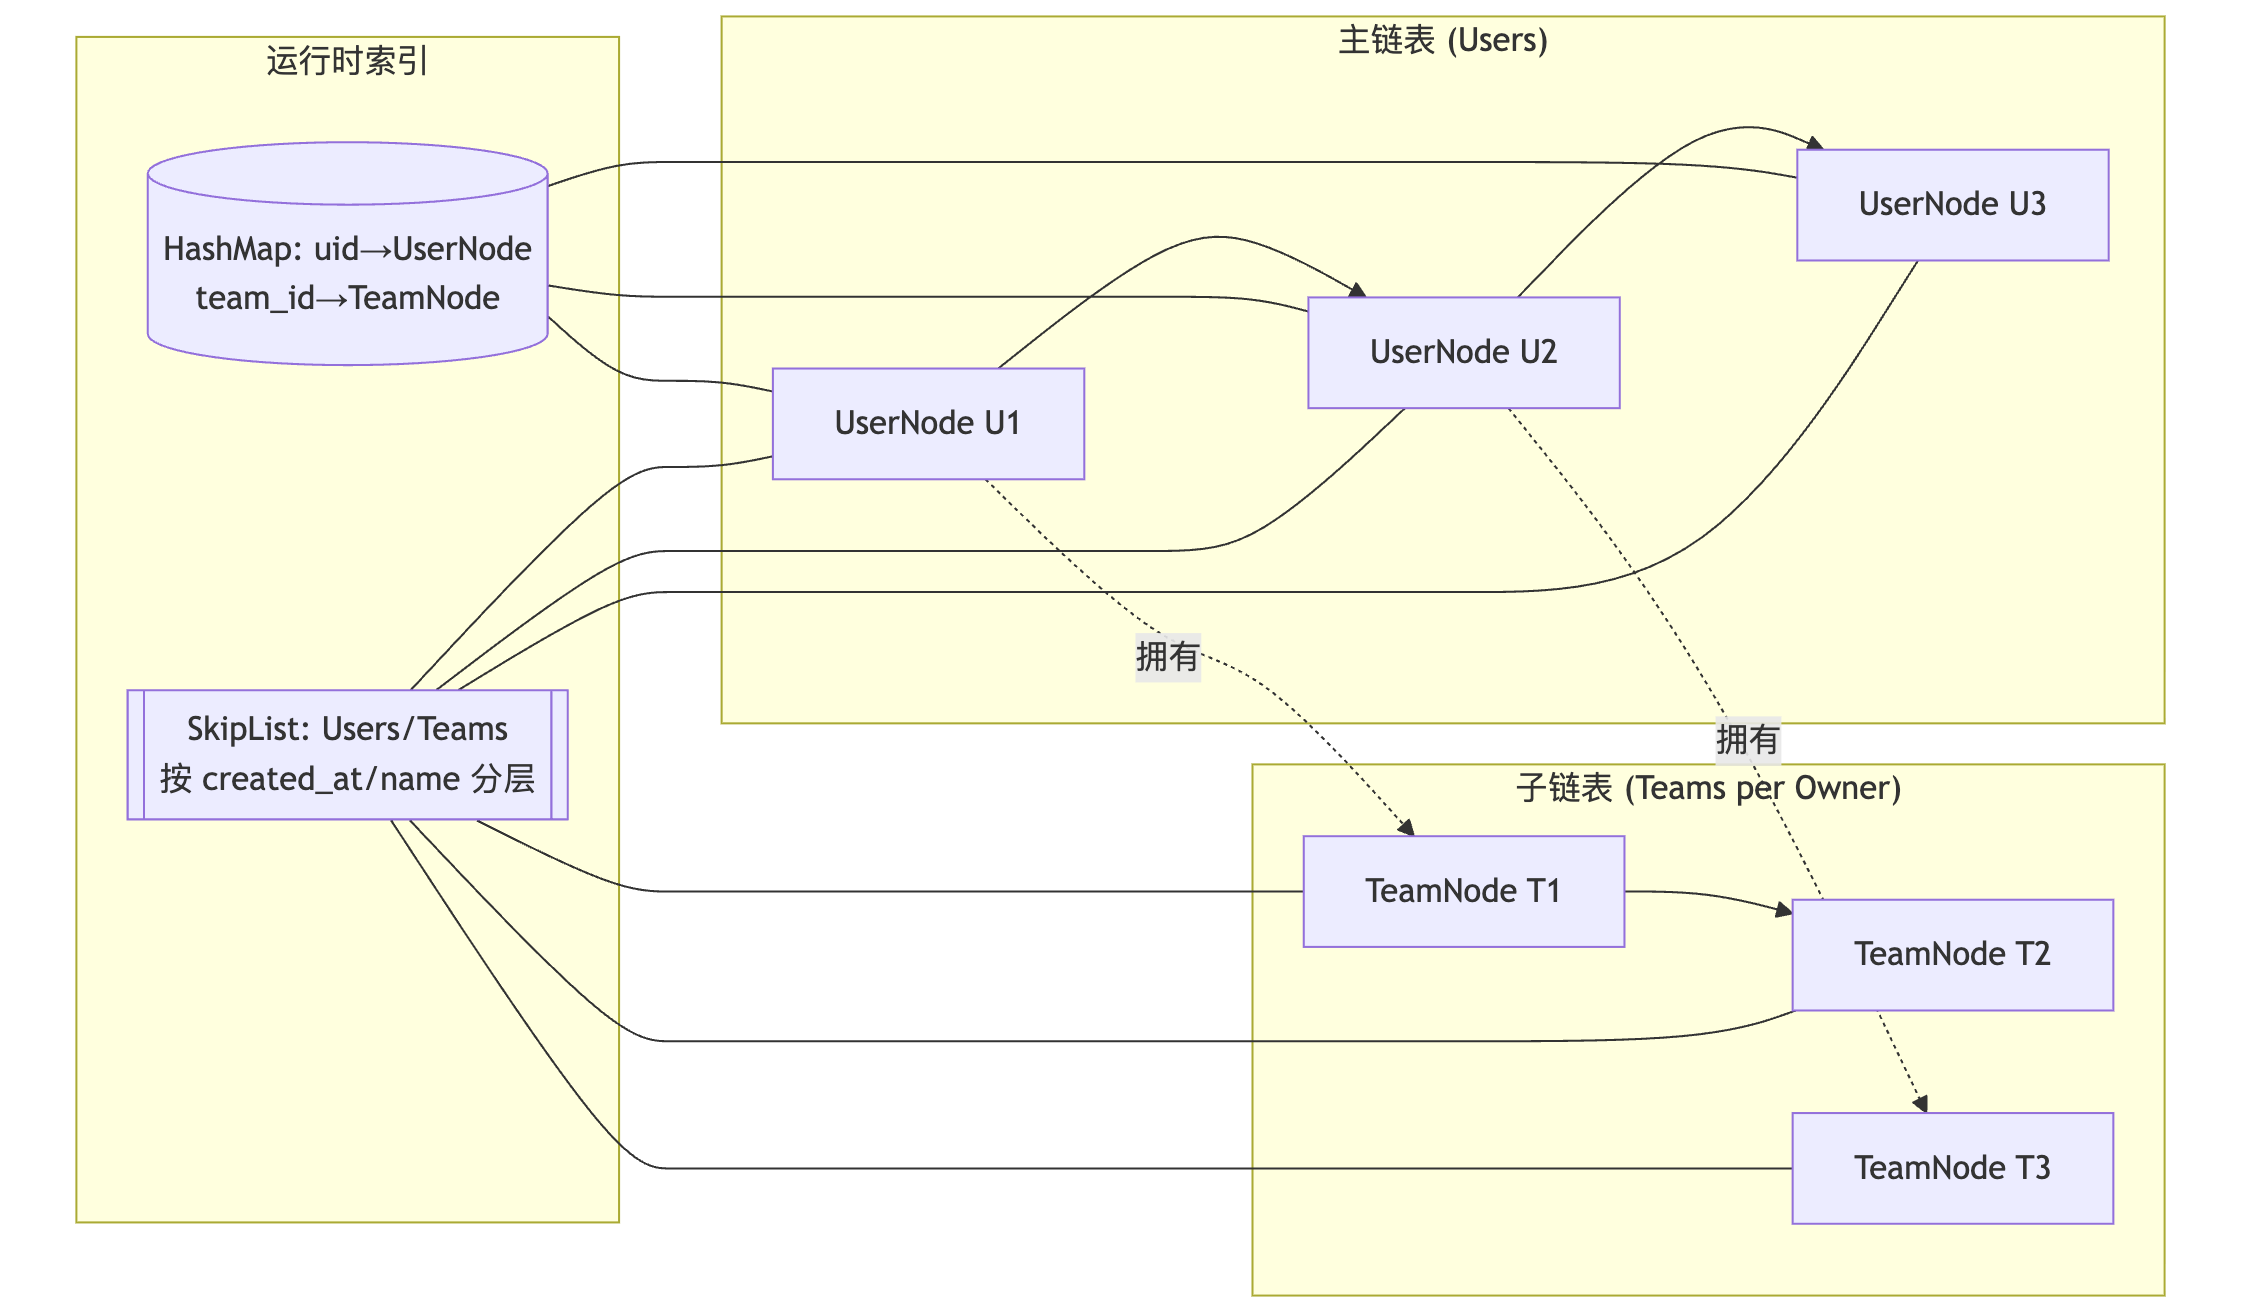 运行时索引
HashMap: uid→UserNode
team_id→TeamNode
SkipList: Users/Teams
按 created_at/name 分层
主链表 (Users)
UserNode U3
UserNode U2
UserNode U1
拥有
拥有
子链表 (Teams per Owner)
TeamNode T1
TeamNode T2
TeamNode T3